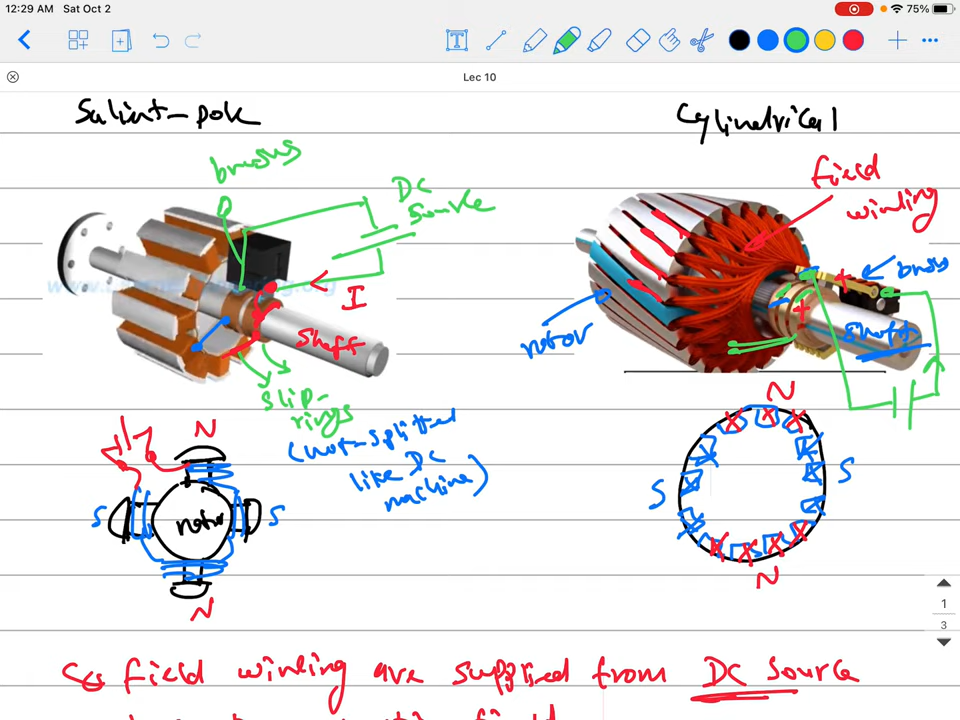 12:29 AM Sat Oct 2
75%
Lec 10
Salient-pole
Cylindrical
brushes
DC
Source
I
shaft
slip-
rings
(not splitted
like DC
machine)
field
winding
brushs
rotor
shaft
N
S
rotor
S
N
N
S
S
N
1
3
field winding are supplied from DC Source